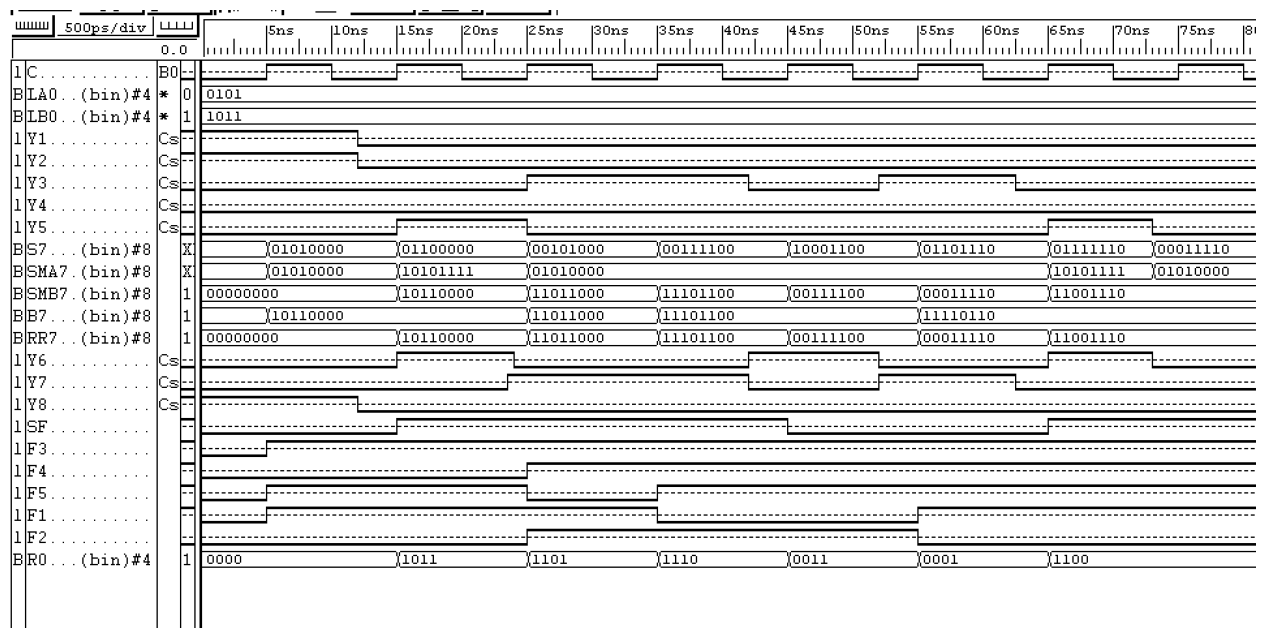 500ps/div
5ns 10ns 15ns 20ns 25ns 30ns 35ns 40ns 45ns 50ns 55ns 60ns 65ns 70ns 75ns
0.0
1 C........... B0
B LA0..(bin)#4 * 0 0101
B LB0..(bin)#4 * 1 1011
1 Y1.......... Cs
1 Y2.......... Cs
1 Y3.......... Cs
1 Y4.......... Cs
1 Y5.......... Cs
B S7...(bin)#8 X 01010000 01100000 00101000 00111100 10001100 01101110 01111110 00011110
B SMA7.(bin)#8 X 01010000 10101111 01010000 10101111 01010000
B SMB7.(bin)#8 1 00000000 10110000 11011000 11101100 00111100 00011110 11001110
B B7...(bin)#8 1 10110000 11011000 11101100 11110110
B RR7..(bin)#8 1 00000000 10110000 11011000 11101100 00111100 00011110 11001110
1 Y6.......... Cs
1 Y7.......... Cs
1 Y8.......... Cs
1 SF..........
1 F3..........
1 F4..........
1 F5..........
1 F1..........
1 F2..........
B R0...(bin)#4 1 0000 1011 1101 1110 0011 0001 1100